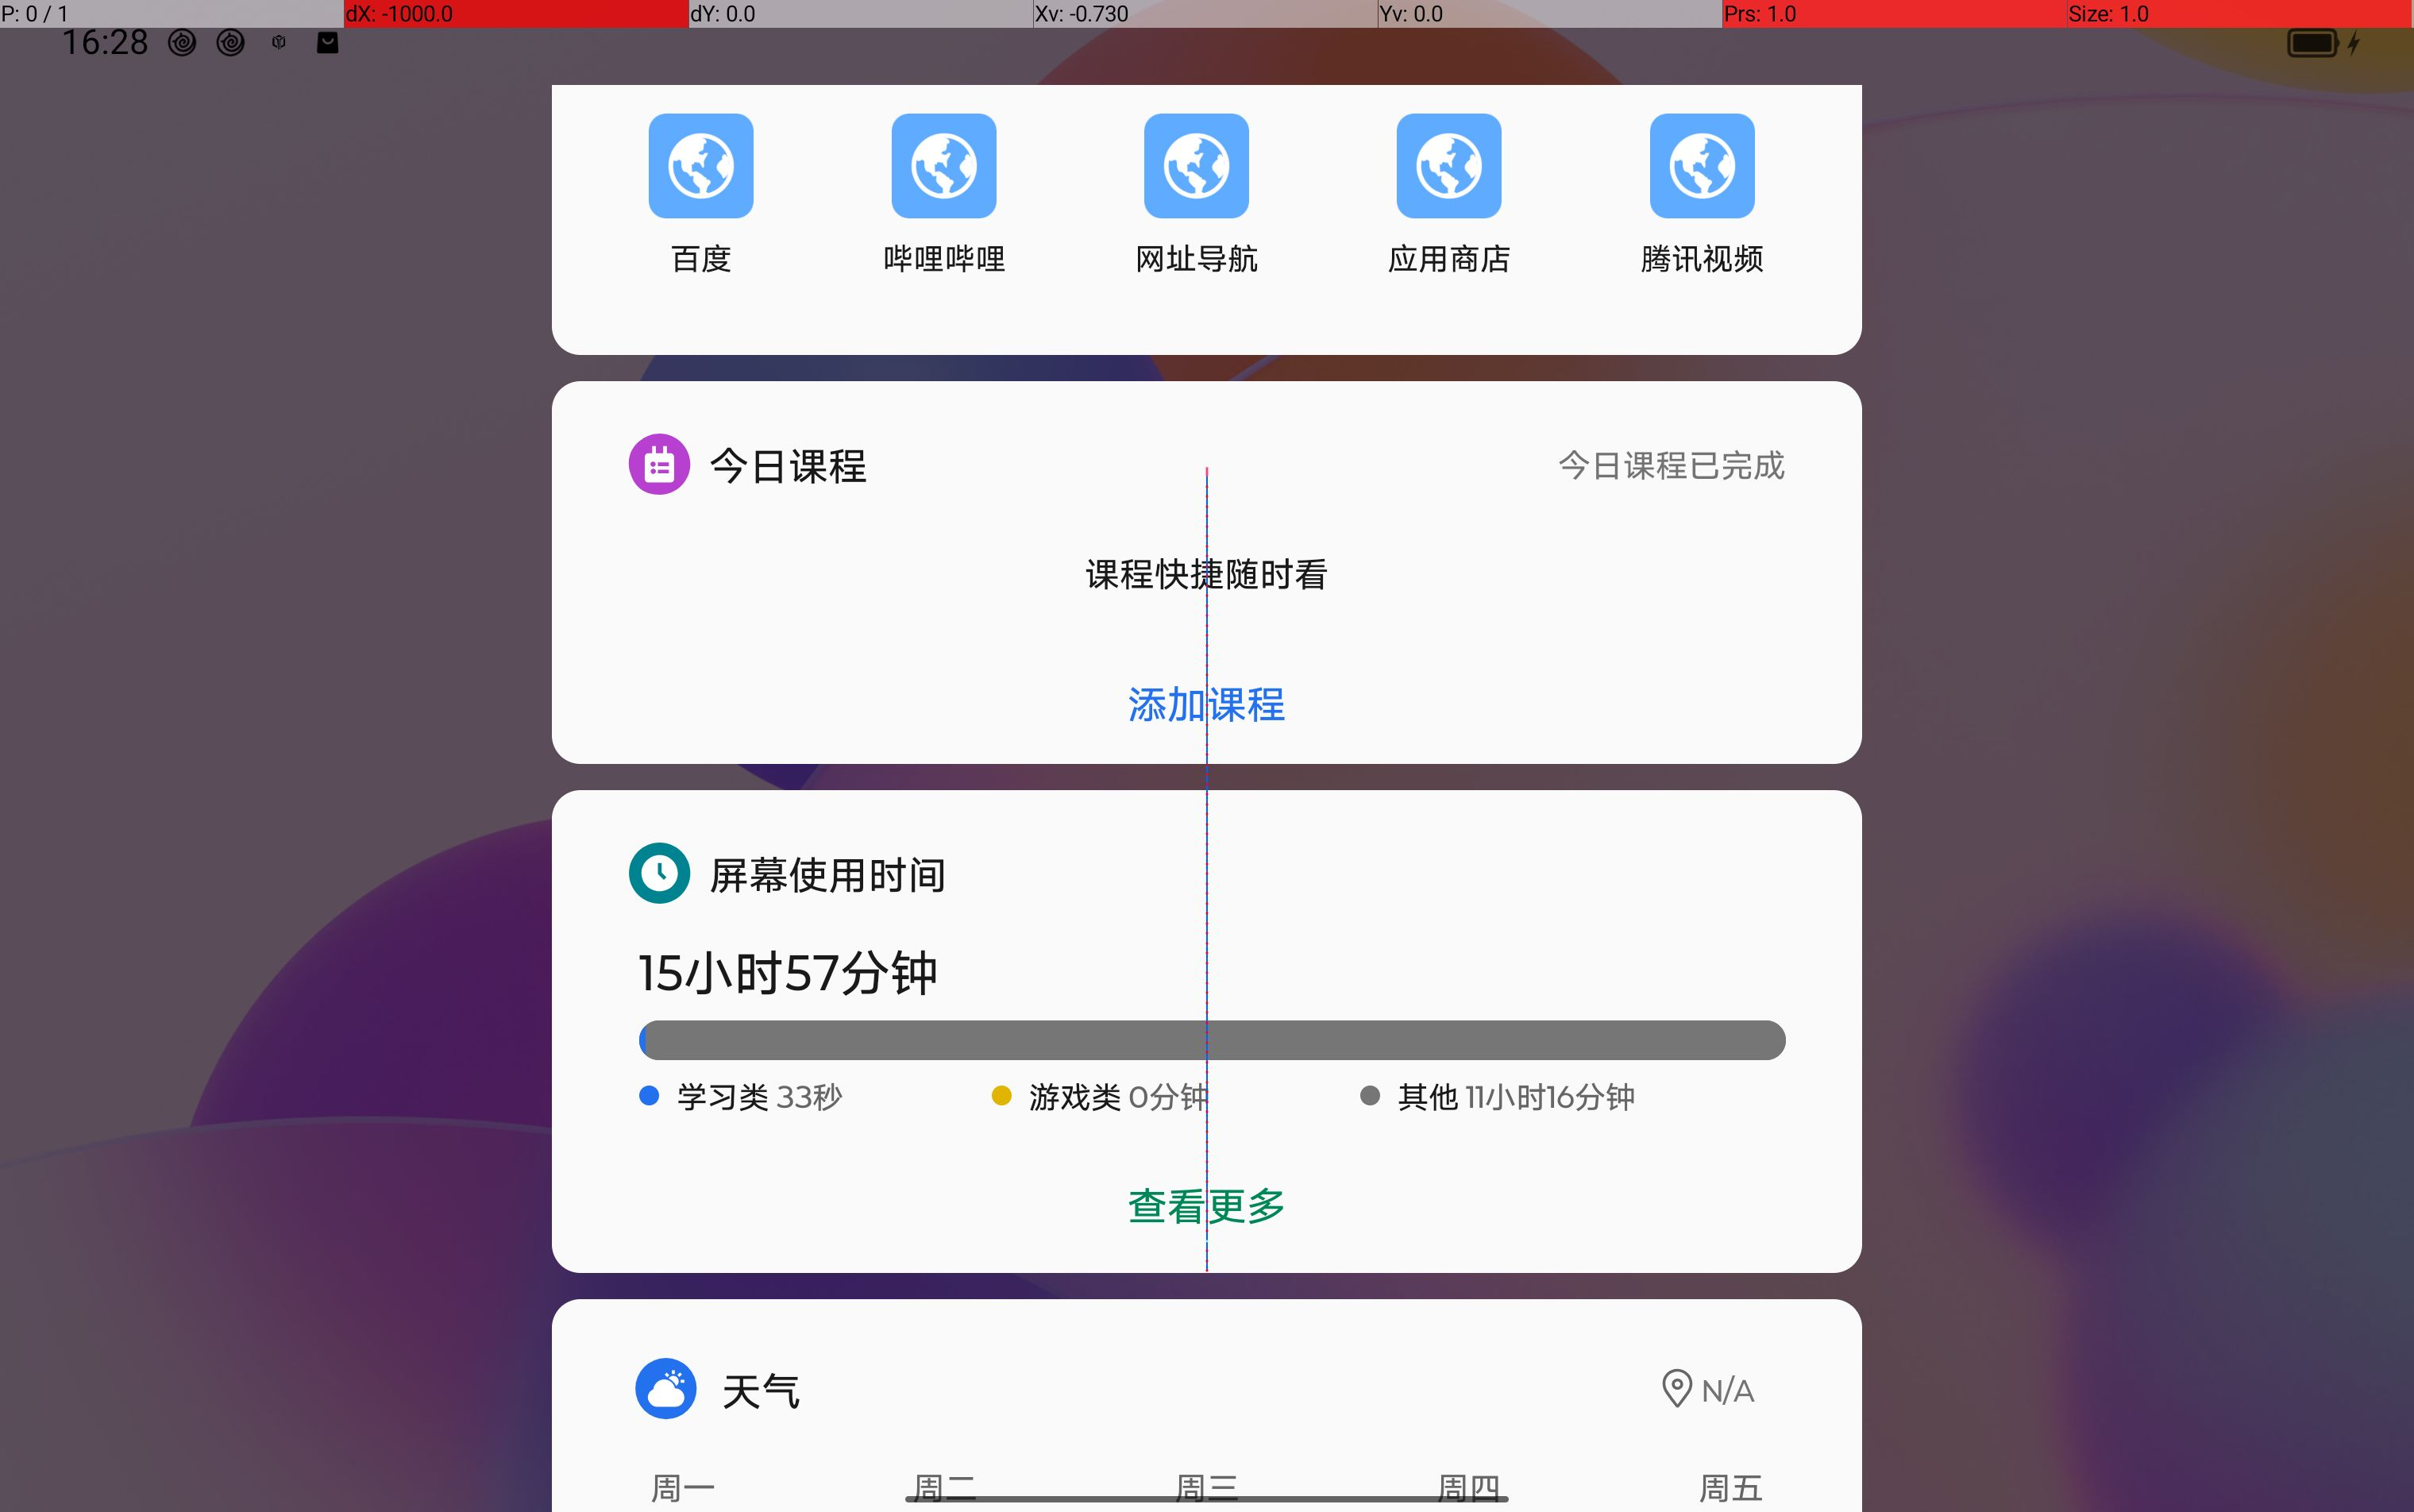 P: 0 / 1 dX: -1000.0 dY: 0.0 Xv: -0.730 Yv: 0.0 Prs: 1.0 Size: 1.0
16:28
百度 哔哩哔哩 网址导航 应用商店 腾讯视频
今日课程 今日课程已完成
课程快捷随时看
添加课程
屏幕使用时间
15小时57分钟
学习类 33秒 游戏类 0分钟 其他 11小时16分钟
查看更多
天气 N/A
周一 周二 周三 周四 周五